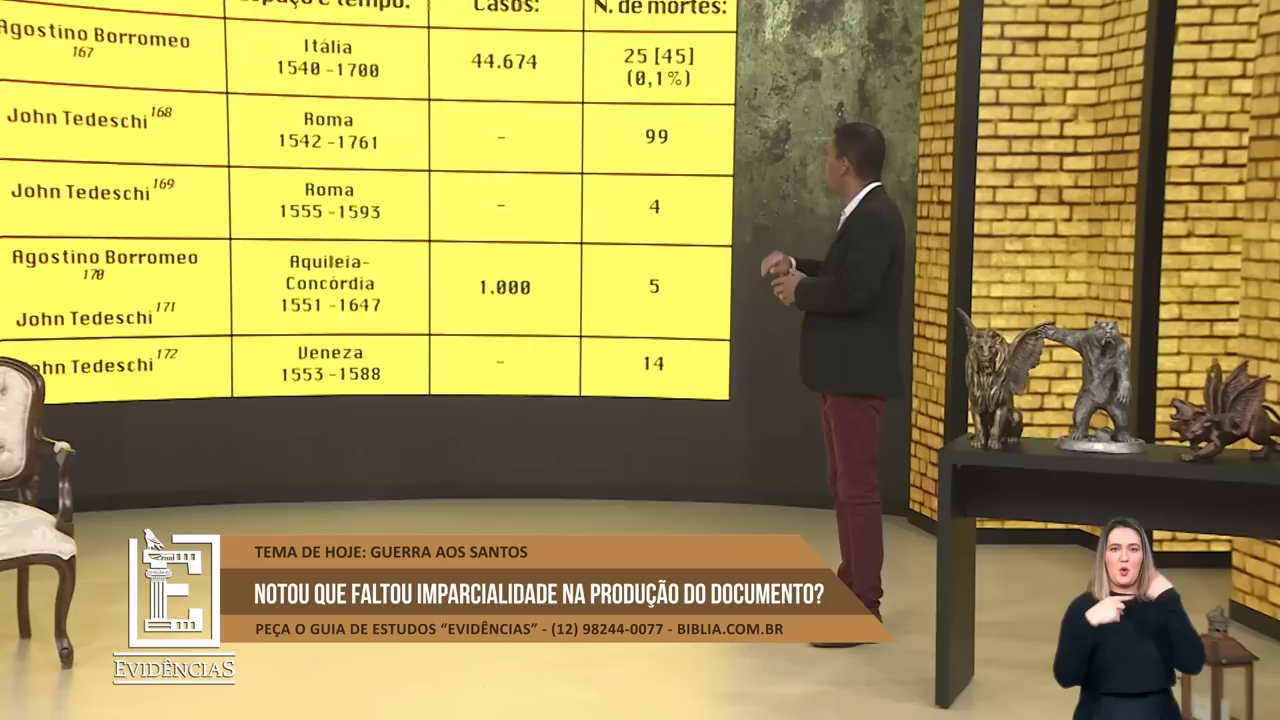 Casos:
N. de mortes:
Agostino Borromeo
167
Itália
1540 -1700
44.674
25 [45]
(0,1%)
John Tedeschi 168
Roma
1542 -1761
-
99
John Tedeschi 169
Roma
1555 -1593
-
4
Agostino Borromeo
170
John Tedeschi 171
Aquileia-
Concórdia
1551 -1647
1.000
5
John Tedeschi 172
Veneza
1553 -1588
-
14
TEMA DE HOJE: GUERRA AOS SANTOS
NOTOU QUE FALTOU IMPARCIALIDADE NA PRODUÇÃO DO DOCUMENTO?
PEÇA O GUIA DE ESTUDOS “EVIDÊNCIAS” - (12) 98244-0077 - BIBLIA.COM.BR
E
EVIDÊNCIAS